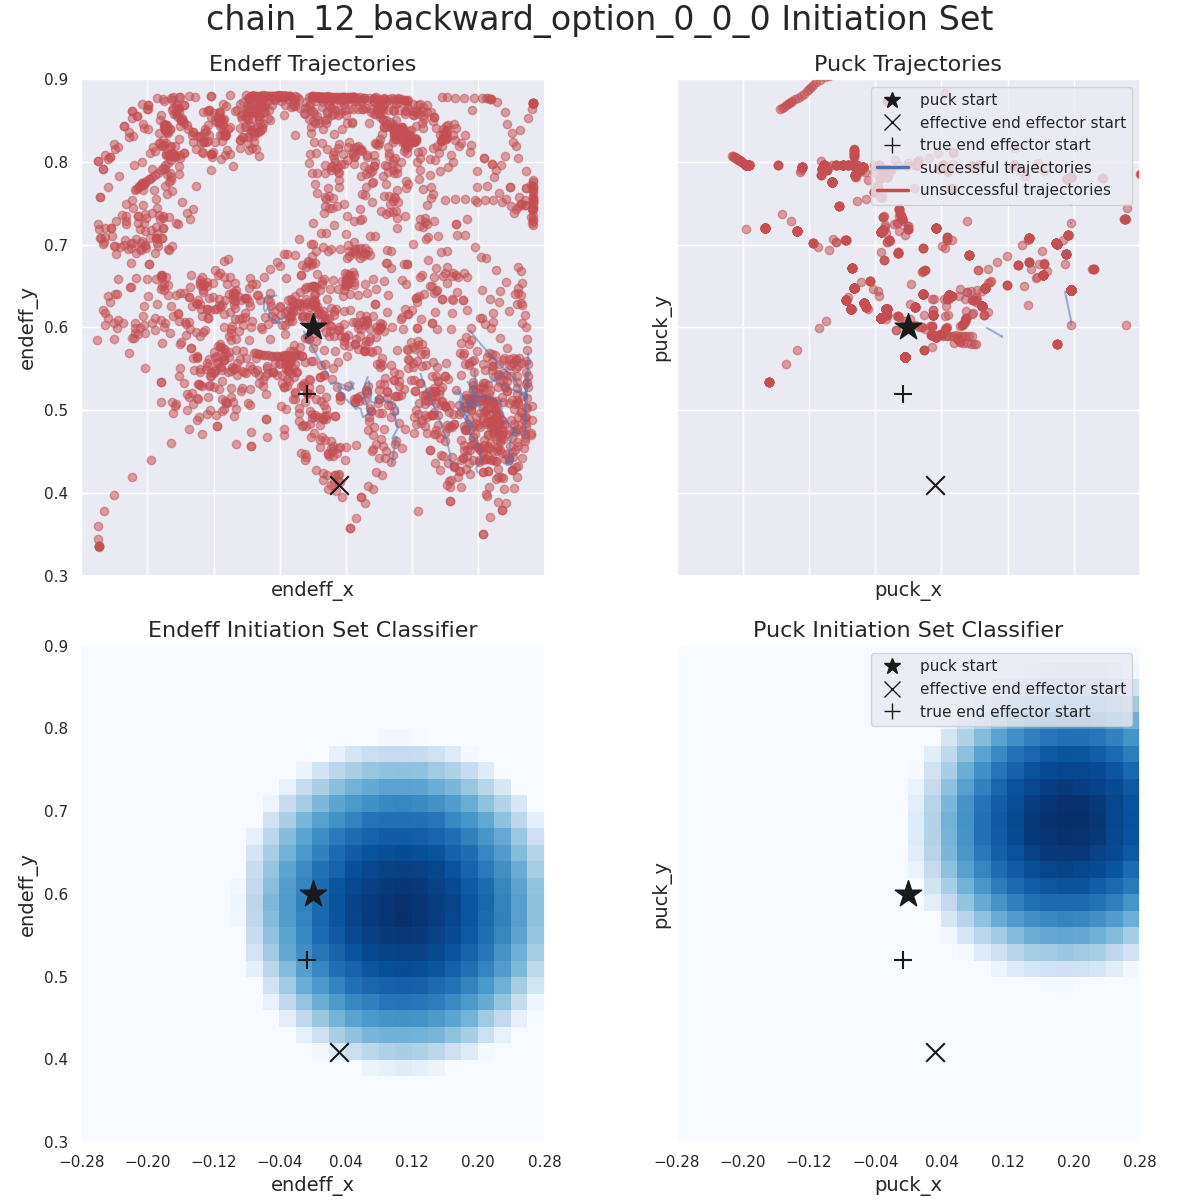 chain_12_backward_option_0_0_0 Initiation Set
Endeff Trajectories
0.9
0.8
0.7
0.6
0.5
0.4
0.3
endeff_y
endeff_x
Puck Trajectories
puck start
effective end effector start
true end effector start
successful trajectories
unsuccessful trajectories
puck_y
puck_x
Endeff Initiation Set Classifier
0.9
0.8
0.7
0.6
0.5
0.4
0.3
endeff_y
−0.28 −0.20 −0.12 −0.04 0.04 0.12 0.20 0.28
endeff_x
Puck Initiation Set Classifier
puck start
effective end effector start
true end effector start
puck_y
−0.28 −0.20 −0.12 −0.04 0.04 0.12 0.20 0.28
puck_x